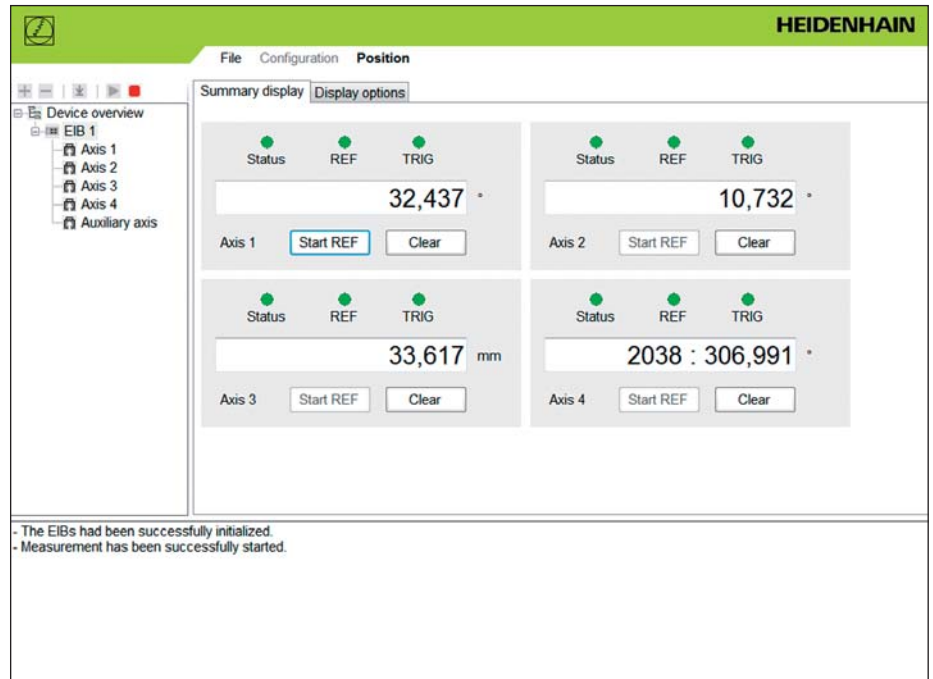 HEIDENHAIN
File Configuration Position
Summary display Display options
Device overview
EIB 1
Axis 1
Axis 2
Axis 3
Axis 4
Auxiliary axis
Status REF TRIG
32,437 °
Axis 1 Start REF Clear
Status REF TRIG
10,732 °
Axis 2 Start REF Clear
Status REF TRIG
33,617 mm
Axis 3 Start REF Clear
Status REF TRIG
2038 : 306,991 °
Axis 4 Start REF Clear
- The EIBs had been successfully initialized.
- Measurement has been successfully started.